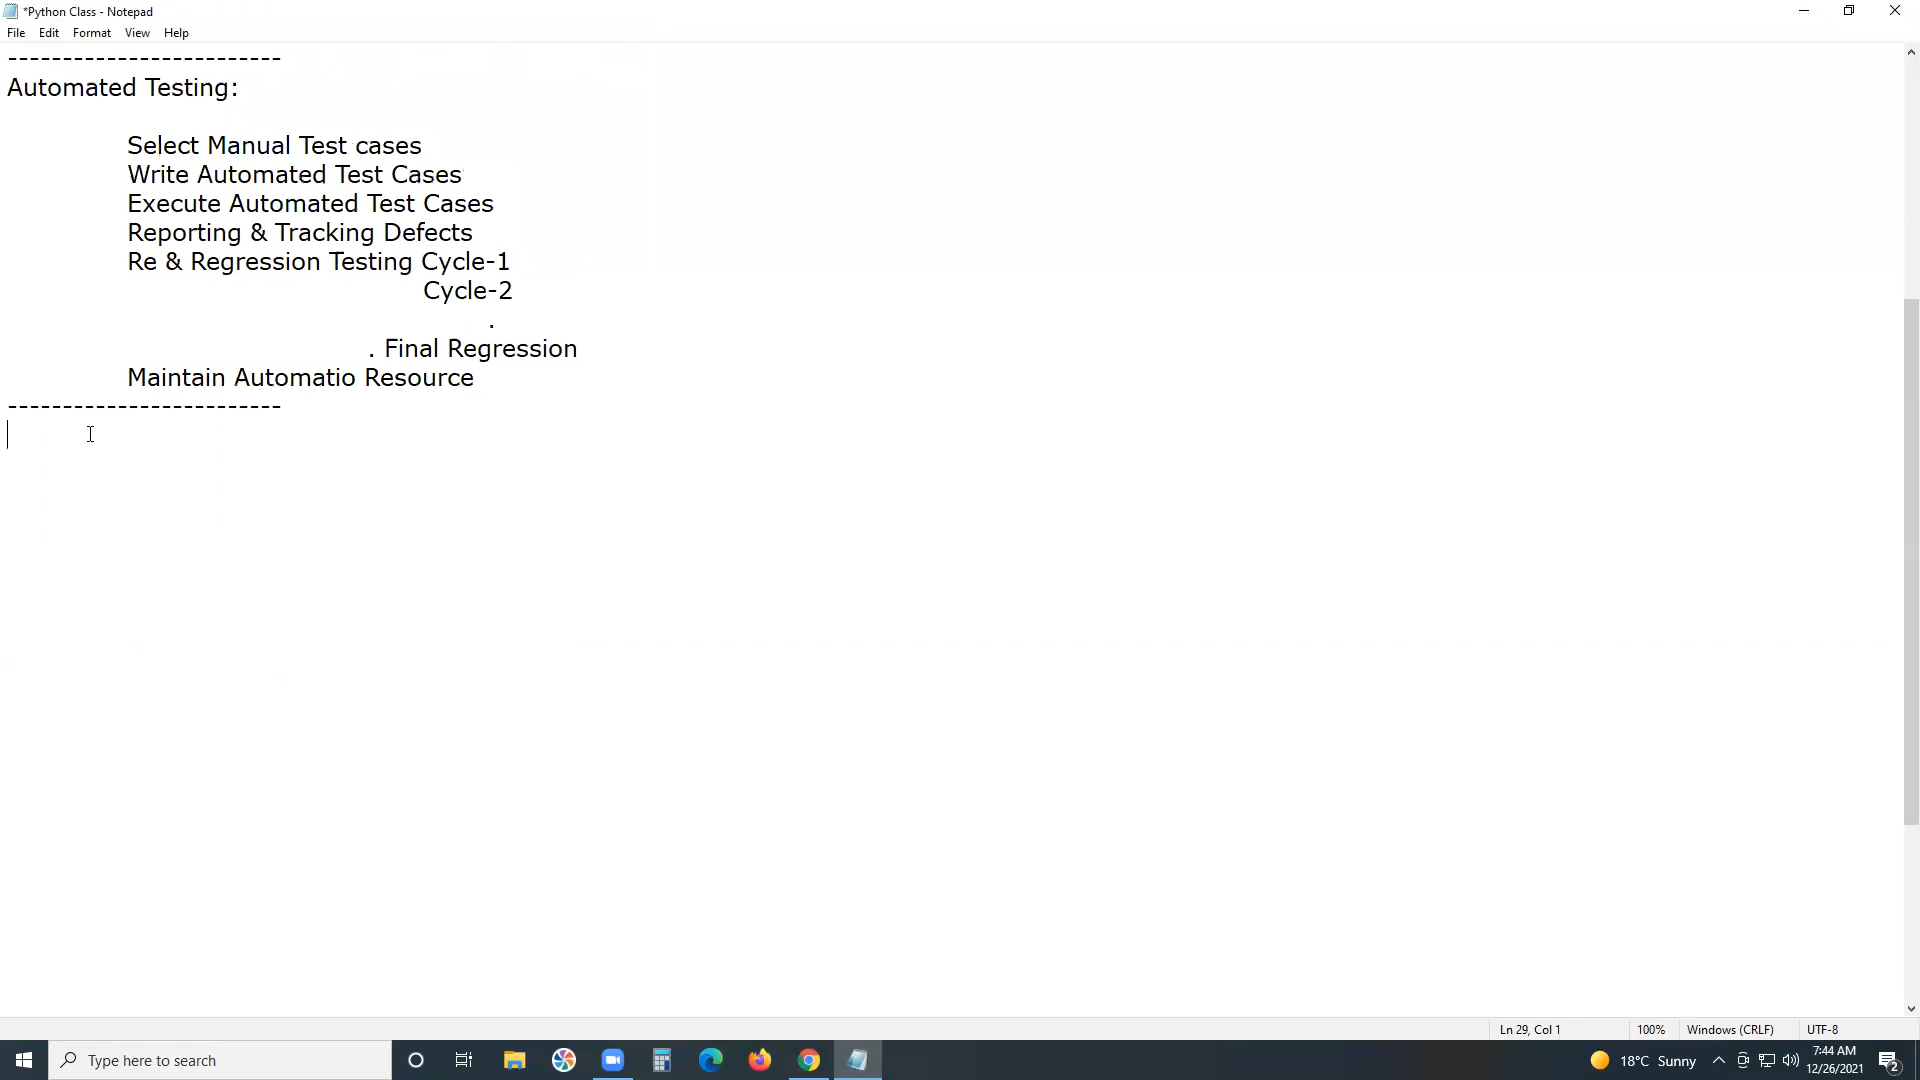 *Python Class - Notepad
File Edit Format View Help
-------------------------
Automated Testing:
Select Manual Test cases
Write Automated Test Cases
Execute Automated Test Cases
Reporting & Tracking Defects
Re & Regression Testing Cycle-1
Cycle-2
.
. Final Regression
Maintain Automatio Resource
-------------------------
Ln 29, Col 1 100% Windows (CRLF) UTF-8
Type here to search
18°C Sunny
7:44 AM
12/26/2021
2